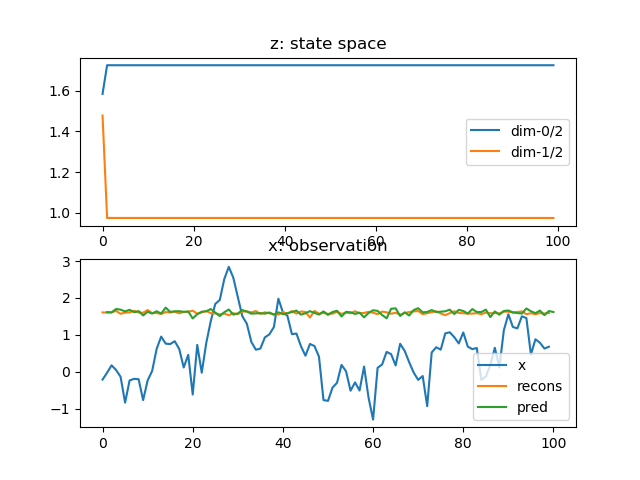 z: state space
1.6
1.4
1.2
1.0
dim-0/2
dim-1/2
0 20 40 60 80 100
x: observation
3
2
1
0
−1
x
recons
pred
0 20 40 60 80 100